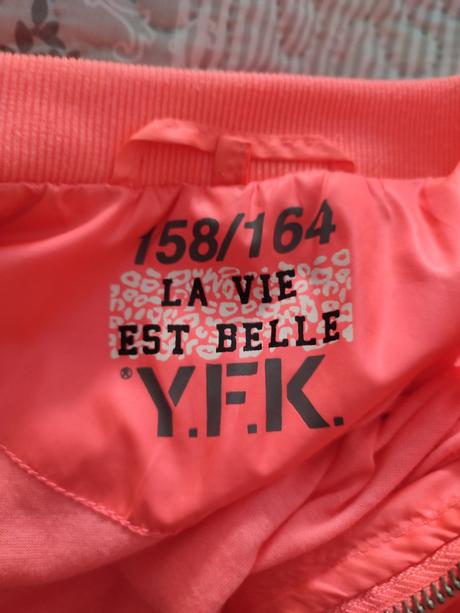 158/164
LA VIE
EST BELLE
® Y.F.K.